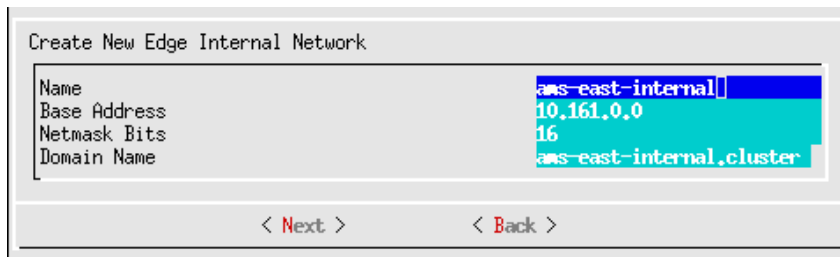 Create New Edge Internal Network
Name ams-east-internal
Base Address 10.161.0.0
Netmask Bits 16
Domain Name ams-east-internal.cluster
< Next > < Back >